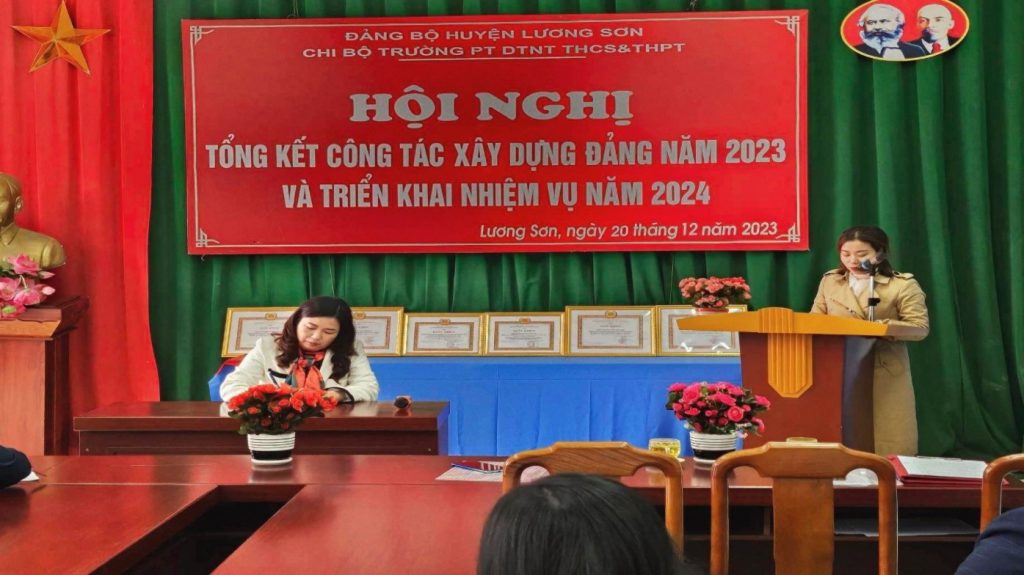 ĐẢNG BỘ HUYỆN LƯƠNG SƠN
CHI BỘ TRƯỜNG PT DTNT THCS&THPT
HỘI NGHỊ
TỔNG KẾT CÔNG TÁC XÂY DỰNG ĐẢNG NĂM 2023
VÀ TRIỂN KHAI NHIỆM VỤ NĂM 2024
Lương Sơn, ngày 20 tháng 12 năm 2023